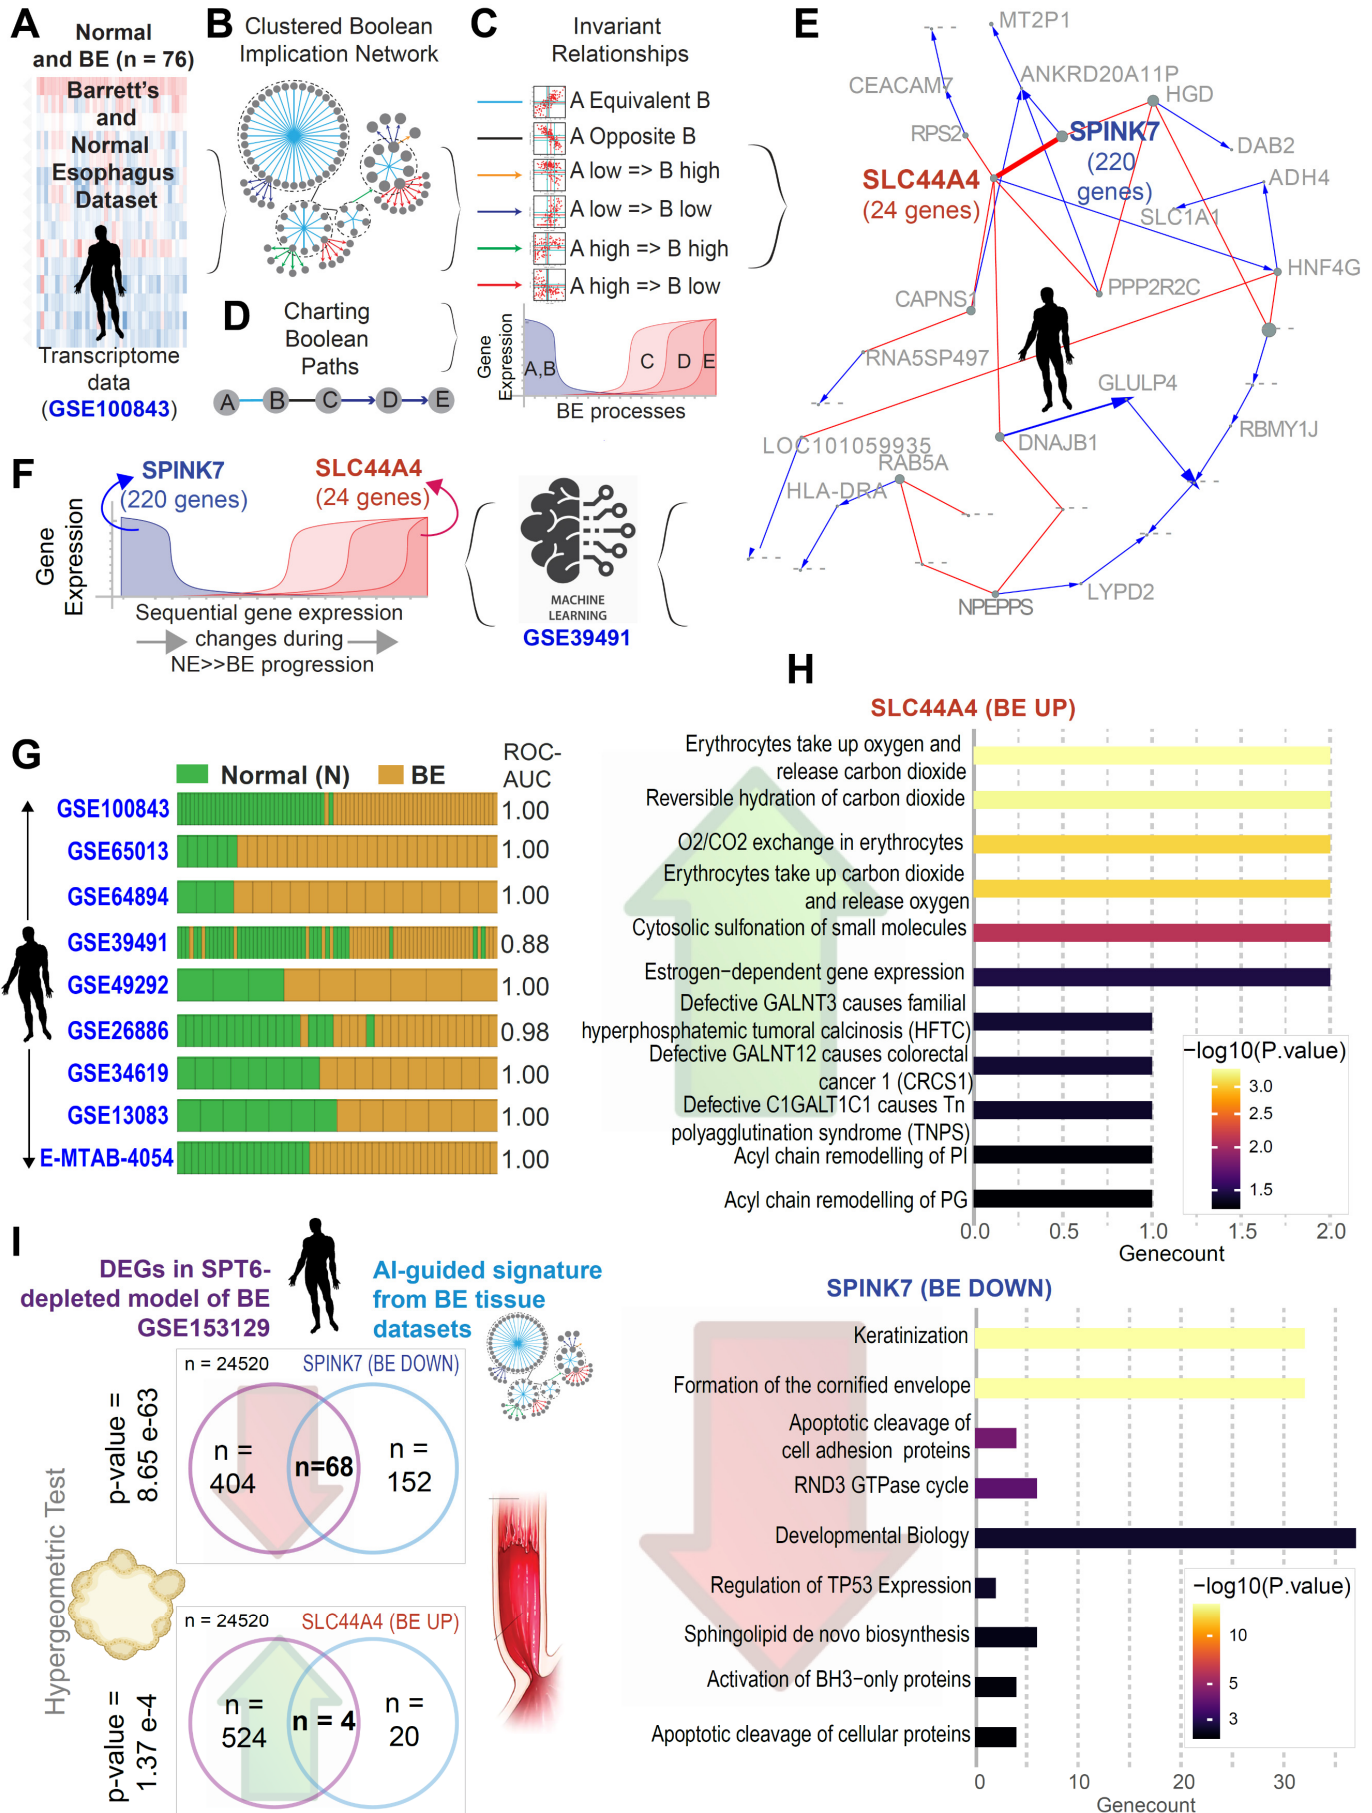 A
Normal
and BE (n = 76)
Barrett's
and
Normal
Esophagus
Dataset
Transcriptome
data
(GSE100843)
B
Clustered Boolean
Implication Network
C
Invariant
Relationships
A Equivalent B
A Opposite B
A low => B high
A low => B low
A high => B high
A high => B low
D
Charting
Boolean
Paths
A B C D E
Gene
Expression
A,B
C
D
E
BE processes
E
MT2P1
CEACAM7
ANKRD20A11P
HGD
RPS2
SPINK7
(220
genes)
DAB2
SLC44A4
(24 genes)
ADH4
SLC1A1
HNF4G
CAPNS1
PPP2R2C
RNA5SP497
GLULP4
LOC101059935
DNAJB1
RBMY1J
RAB5A
HLA-DRA
NPEPPS
LYPD2
F
SPINK7
(220 genes)
SLC44A4
(24 genes)
Gene
Expression
Sequential gene expression
changes during
NE>>BE progression
MACHINE
LEARNING
GSE39491
G
Normal (N)
BE
ROC-
AUC
GSE100843 1.00
GSE65013 1.00
GSE64894 1.00
GSE39491 0.88
GSE49292 1.00
GSE26886 0.98
GSE34619 1.00
GSE13083 1.00
E-MTAB-4054 1.00
H
SLC44A4 (BE UP)
Erythrocytes take up oxygen and
release carbon dioxide
Reversible hydration of carbon dioxide
O2/CO2 exchange in erythrocytes
Erythrocytes take up carbon dioxide
and release oxygen
Cytosolic sulfonation of small molecules
Estrogen−dependent gene expression
Defective GALNT3 causes familial
hyperphosphatemic tumoral calcinosis (HFTC)
Defective GALNT12 causes colorectal
cancer 1 (CRCS1)
Defective C1GALT1C1 causes Tn
polyagglutination syndrome (TNPS)
Acyl chain remodelling of PI
Acyl chain remodelling of PG
0.0 0.5 1.0 1.5 2.0
Genecount
−log10(P.value)
3.0
2.5
2.0
1.5
SPINK7 (BE DOWN)
Keratinization
Formation of the cornified envelope
Apoptotic cleavage of
cell adhesion proteins
RND3 GTPase cycle
Developmental Biology
Regulation of TP53 Expression
Sphingolipid de novo biosynthesis
Activation of BH3−only proteins
Apoptotic cleavage of cellular proteins
0 10 20 30
Genecount
−log10(P.value)
10
5
3
I
DEGs in SPT6-
depleted model of BE
GSE153129
AI-guided signature
from BE tissue
datasets
Hypergeometric Test
p-value =
8.65 e-63
n = 24520
SPINK7 (BE DOWN)
n =
404
n=68
n =
152
p-value =
1.37 e-4
n = 24520
SLC44A4 (BE UP)
n =
524
n = 4
n =
20